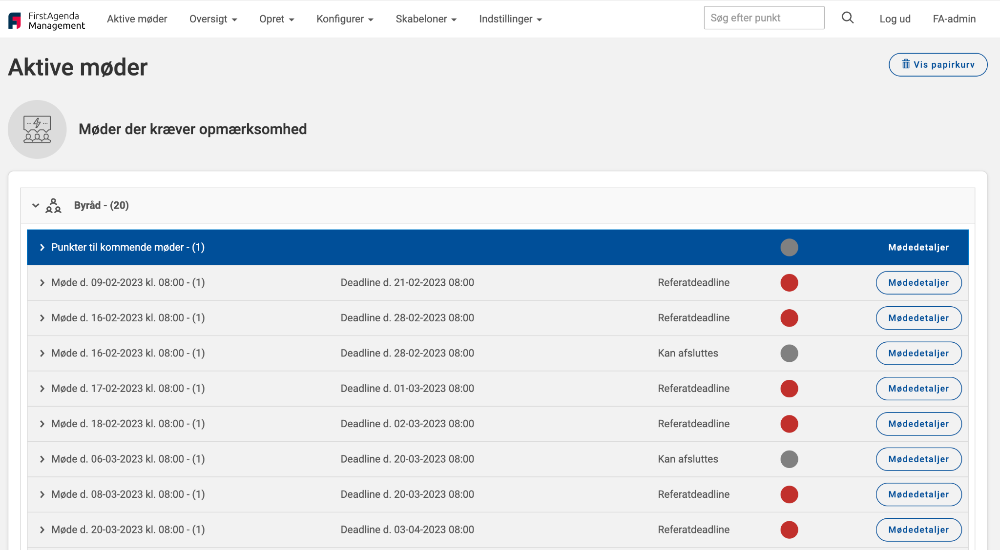 FirstAgenda
Management
Aktive møder
Oversigt
Opret
Konfigurer
Skabeloner
Indstillinger
Søg efter punkt
Log ud
FA-admin
Aktive møder
Vis papirkurv
Møder der kræver opmærksomhed
Byråd - (20)
Punkter til kommende møder - (1) Mødedetaljer
Møde d. 09-02-2023 kl. 08:00 - (1) Deadline d. 21-02-2023 08:00 Referatdeadline Mødedetaljer
Møde d. 16-02-2023 kl. 08:00 - (1) Deadline d. 28-02-2023 08:00 Referatdeadline Mødedetaljer
Møde d. 16-02-2023 kl. 08:00 - (1) Deadline d. 28-02-2023 08:00 Kan afsluttes Mødedetaljer
Møde d. 17-02-2023 kl. 08:00 - (1) Deadline d. 01-03-2023 08:00 Referatdeadline Mødedetaljer
Møde d. 18-02-2023 kl. 08:00 - (1) Deadline d. 02-03-2023 08:00 Referatdeadline Mødedetaljer
Møde d. 06-03-2023 kl. 08:00 - (1) Deadline d. 20-03-2023 08:00 Kan afsluttes Mødedetaljer
Møde d. 08-03-2023 kl. 08:00 - (1) Deadline d. 20-03-2023 08:00 Referatdeadline Mødedetaljer
Møde d. 20-03-2023 kl. 08:00 - (1) Deadline d. 03-04-2023 08:00 Referatdeadline Mødedetaljer